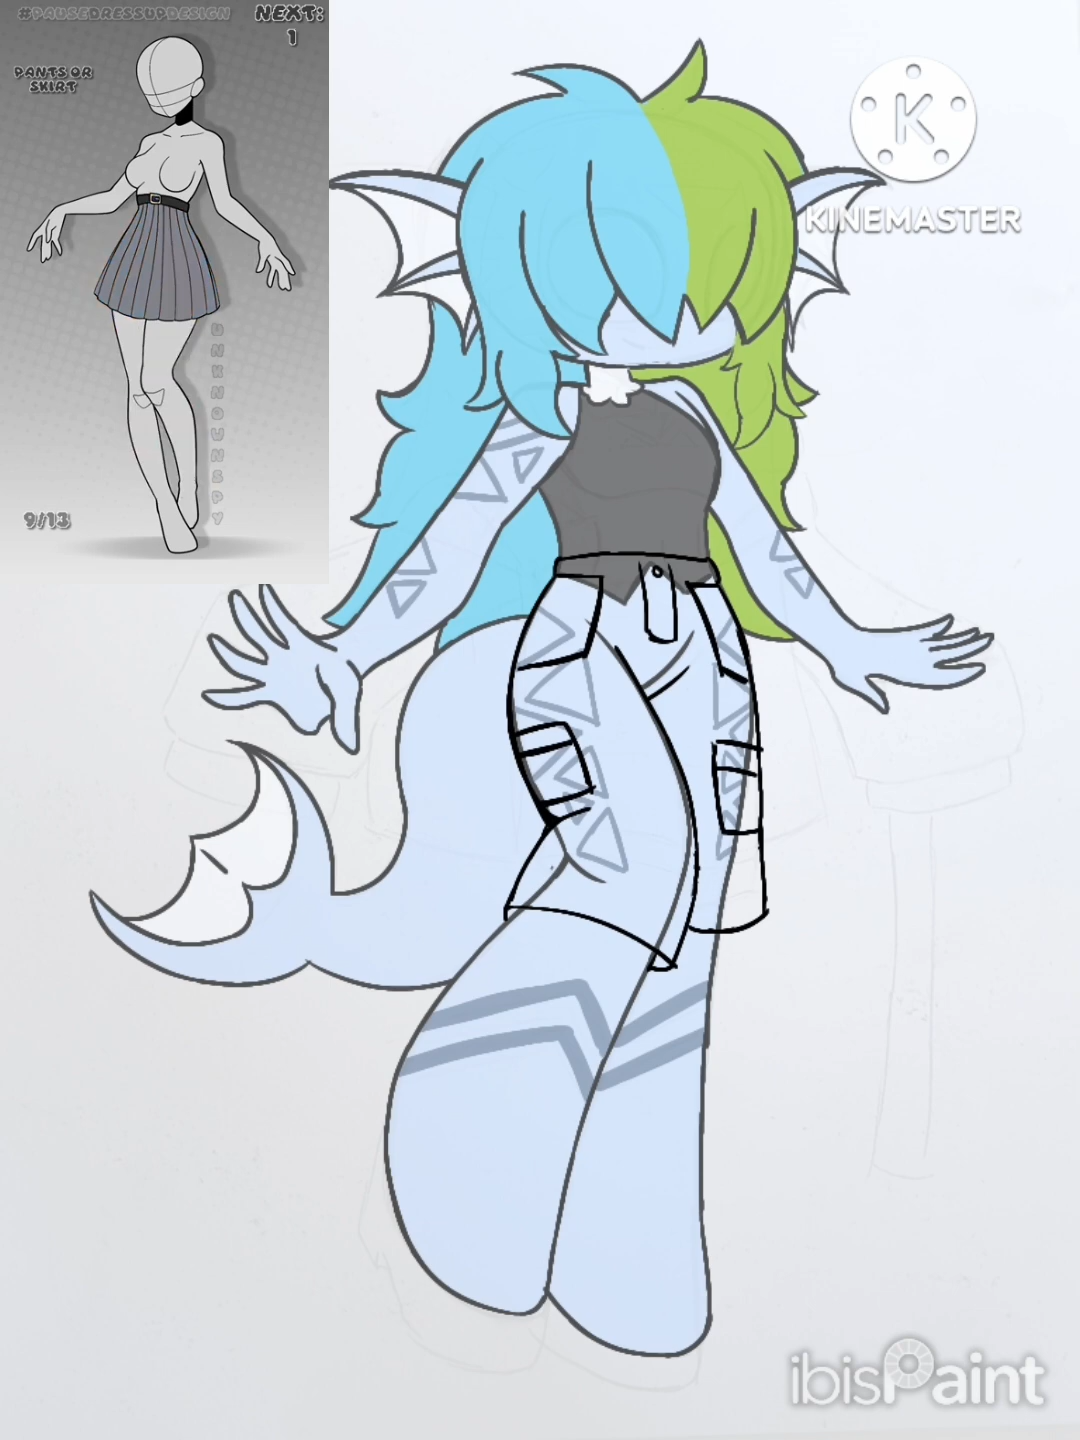 #PAUSEDRESSUPDESIGN
NEXT:
1
PANTS OR
SKIRT
UNKNOWNSPY
9/13
K
KINEMASTER
ibisPaint